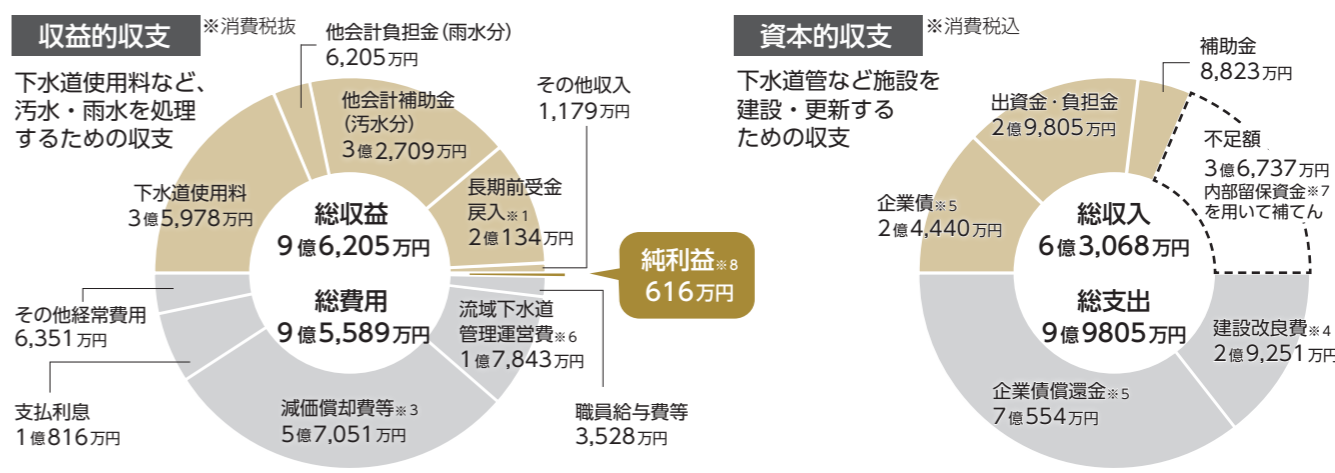 収益的収支 ※消費税抜
下水道使用料など、
汚水・雨水を処理
するための収支
他会計負担金(雨水分)
6,205万円
他会計補助金
(汚水分)
3億2,709万円
その他収入
1,179万円
下水道使用料
3億5,978万円
長期前受金
戻入※1
2億134万円
総収益
9億6,205万円
純利益※8
616万円
総費用
9億5,589万円
その他経常費用
6,351万円
流域下水道
管理運営費※6
1億7,843万円
支払利息
1億816万円
減価償却費等※3
5億7,051万円
職員給与費等
3,528万円
資本的収支 ※消費税込
下水道管など施設を
建設・更新する
ための収支
補助金
8,823万円
出資金・負担金
2億9,805万円
不足額
3億6,737万円
内部留保資金※7
を用いて補てん
企業債※5
2億4,440万円
総収入
6億3,068万円
総支出
9億9805万円
建設改良費※4
2億9,251万円
企業債償還金※5
7億554万円